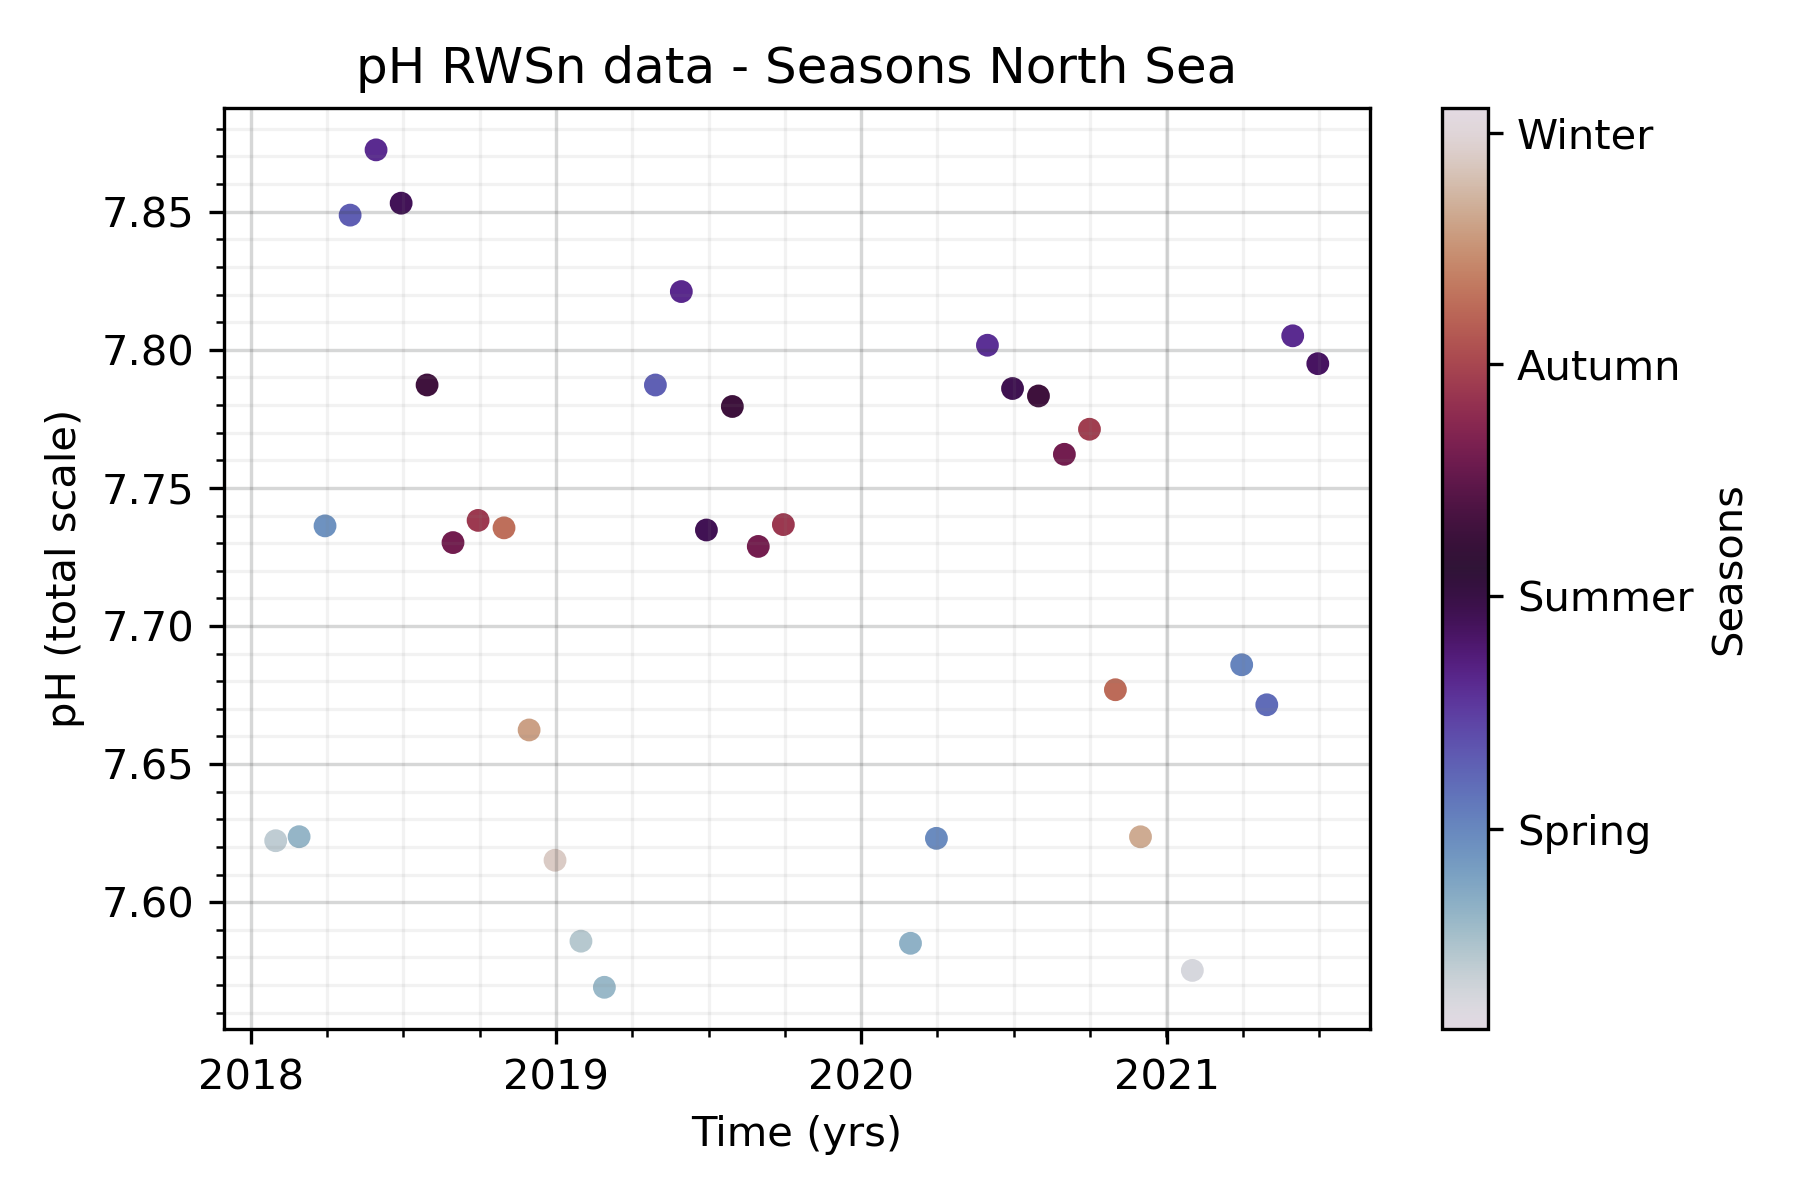 pH RWSn data - Seasons North Sea
pH (total scale)
7.85
7.80
7.75
7.70
7.65
7.60
2018 2019 2020 2021
Time (yrs)
Winter
Autumn
Summer
Spring
Seasons